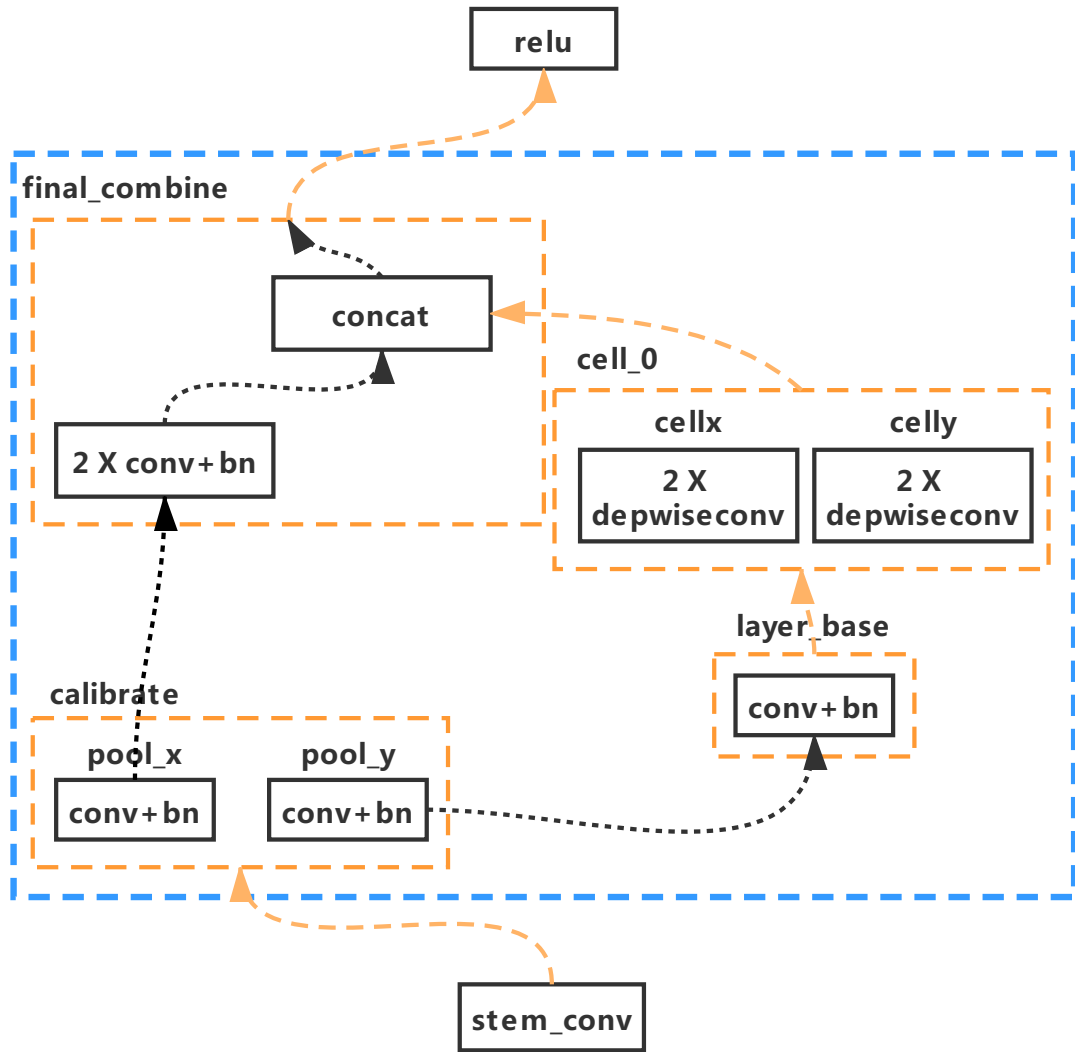 relu
final_combine
concat
cell_0
cellx
celly
2 X conv+bn
2 X
depwiseconv
2 X
depwiseconv
layer_base
calibrate
conv+bn
pool_x
pool_y
conv+bn
conv+bn
stem_conv